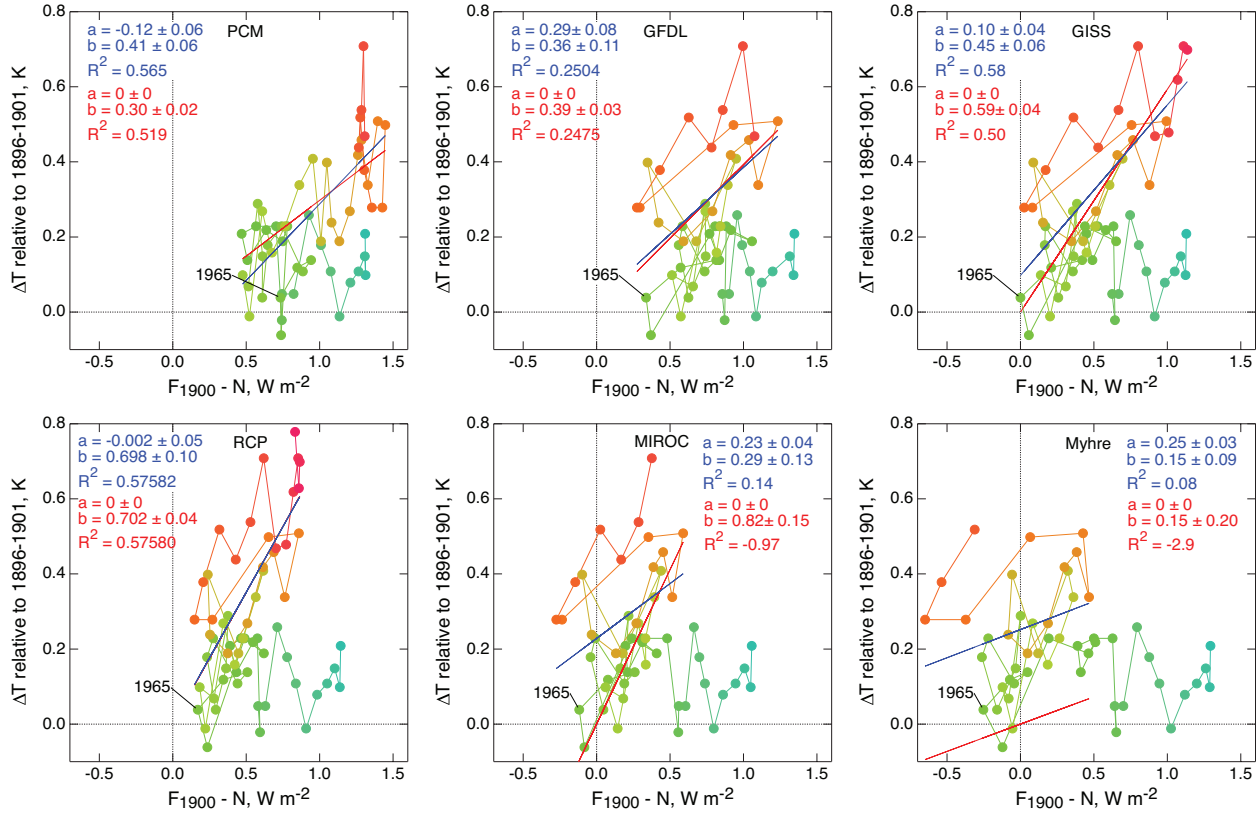 ΔT relative to 1896-1901, K
0.8
0.6
0.4
0.2
0.0
a = -0.12 ± 0.06
b = 0.41 ± 0.06
R² = 0.565
a = 0 ± 0
b = 0.30 ± 0.02
R² = 0.519
PCM
1965
-0.5 0.0 0.5 1.0 1.5
F1900 - N, W m-2
ΔT relative to 1896-1901, K
0.8
0.6
0.4
0.2
0.0
a = 0.29± 0.08
b = 0.36 ± 0.11
R² = 0.2504
a = 0 ± 0
b = 0.39 ± 0.03
R² = 0.2475
GFDL
1965
-0.5 0.0 0.5 1.0 1.5
F1900 - N, W m-2
ΔT relative to 1896-1901, K
0.8
0.6
0.4
0.2
0.0
a = 0.10 ± 0.04
b = 0.45 ± 0.06
R² = 0.58
a = 0 ± 0
b = 0.59± 0.04
R² = 0.50
GISS
1965
-0.5 0.0 0.5 1.0 1.5
F1900 - N, W m-2
ΔT relative to 1896-1901, K
0.8
0.6
0.4
0.2
0.0
a = -0.002 ± 0.05
b = 0.698 ± 0.10
R² = 0.57582
a = 0 ± 0
b = 0.702 ± 0.04
R² = 0.57580
RCP
1965
-0.5 0.0 0.5 1.0 1.5
F1900 - N, W m-2
ΔT relative to 1896-1901, K
0.8
0.6
0.4
0.2
0.0
MIROC
a = 0.23 ± 0.04
b = 0.29 ± 0.13
R² = 0.14
a = 0 ± 0
b = 0.82± 0.15
R² = -0.97
1965
-0.5 0.0 0.5 1.0 1.5
F1900 - N, W m-2
ΔT relative to 1896-1901, K
0.8
0.6
0.4
0.2
0.0
Myhre
a = 0.25 ± 0.03
b = 0.15 ± 0.09
R² = 0.08
a = 0 ± 0
b = 0.15 ± 0.20
R² = -2.9
1965
-0.5 0.0 0.5 1.0 1.5
F1900 - N, W m-2